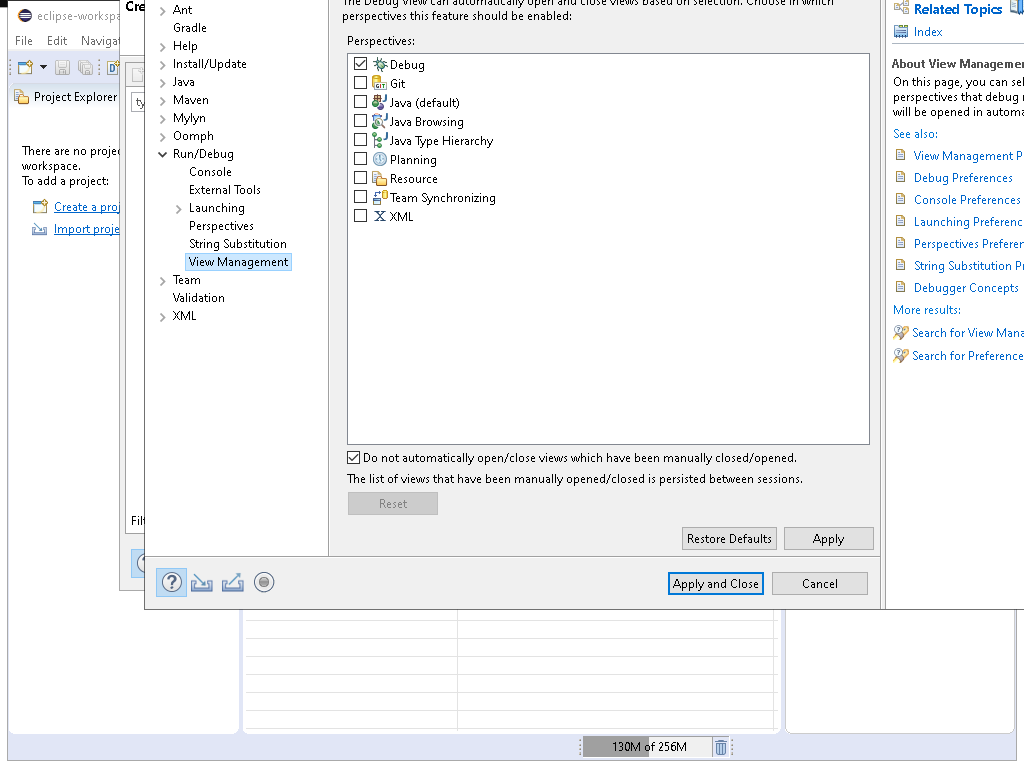 eclipse-workspa
File Edit Navigat
Project Explorer
There are no projec
workspace.
To add a project:
Create a proj
Import proje
Cre
ty
Filt
Ant
Gradle
Help
Install/Update
Java
Maven
Mylyn
Oomph
Run/Debug
Console
External Tools
Launching
Perspectives
String Substitution
View Management
Team
Validation
XML
The Debug View can automatically open and close views based on selection. Choose in which
perspectives this feature should be enabled:
Perspectives:
Debug
Git
Java (default)
Java Browsing
Java Type Hierarchy
Planning
Resource
Team Synchronizing
XML
Do not automatically open/close views which have been manually closed/opened.
The list of views that have been manually opened/closed is persisted between sessions.
Reset
Restore Defaults
Apply
Apply and Close
Cancel
Related Topics
Index
About View Managemen
On this page, you can sel
perspectives that debug
will be opened in automa
See also:
View Management P
Debug Preferences
Console Preferences
Launching Preferenc
Perspectives Preferen
String Substitution Pr
Debugger Concepts
More results:
Search for View Mana
Search for Preference
130M of 256M